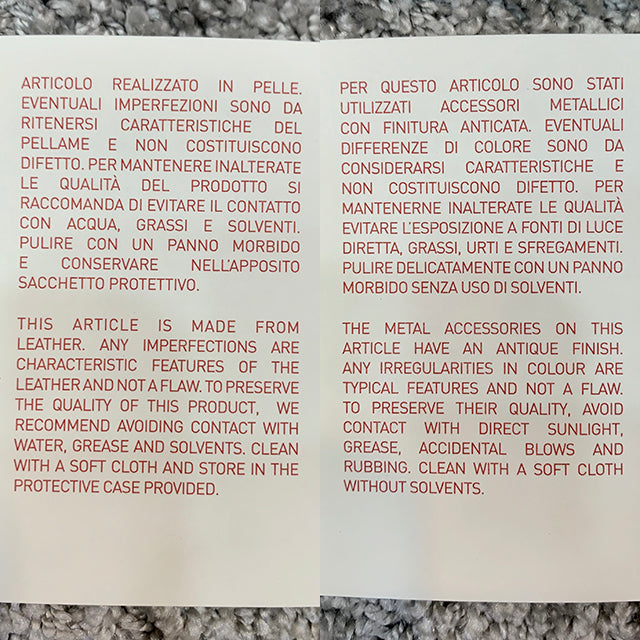 ARTICOLO REALIZZATO IN PELLE.
EVENTUALI IMPERFEZIONI SONO DA
RITENERSI CARATTERISTICHE DEL
PELLAME E NON COSTITUISCONO
DIFETTO. PER MANTENERE INALTERATE
LE QUALITÀ DEL PRODOTTO SI
RACCOMANDA DI EVITARE IL CONTATTO
CON ACQUA, GRASSI E SOLVENTI.
PULIRE CON UN PANNO MORBIDO
E CONSERVARE NELL'APPOSITO
SACCHETTO PROTETTIVO.

THIS ARTICLE IS MADE FROM
LEATHER. ANY IMPERFECTIONS ARE
CHARACTERISTIC FEATURES OF THE
LEATHER AND NOT A FLAW. TO PRESERVE
THE QUALITY OF THIS PRODUCT, WE
RECOMMEND AVOIDING CONTACT WITH
WATER, GREASE AND SOLVENTS. CLEAN
WITH A SOFT CLOTH AND STORE IN THE
PROTECTIVE CASE PROVIDED.

PER QUESTO ARTICOLO SONO STATI
UTILIZZATI ACCESSORI METALLICI
CON FINITURA ANTICATA. EVENTUALI
DIFFERENZE DI COLORE SONO DA
CONSIDERARSI CARATTERISTICHE E
NON COSTITUISCONO DIFETTO. PER
MANTENERNE INALTERATE LE QUALITÀ
EVITARE L'ESPOSIZIONE A FONTI DI LUCE
DIRETTA, GRASSI, URTI E SFREGAMENTI.
PULIRE DELICATAMENTE CON UN PANNO
MORBIDO SENZA USO DI SOLVENTI.

THE METAL ACCESSORIES ON THIS
ARTICLE HAVE AN ANTIQUE FINISH.
ANY IRREGULARITIES IN COLOUR ARE
TYPICAL FEATURES AND NOT A FLAW.
TO PRESERVE THEIR QUALITY, AVOID
CONTACT WITH DIRECT SUNLIGHT,
GREASE, ACCIDENTAL BLOWS AND
RUBBING. CLEAN WITH A SOFT CLOTH
WITHOUT SOLVENTS.